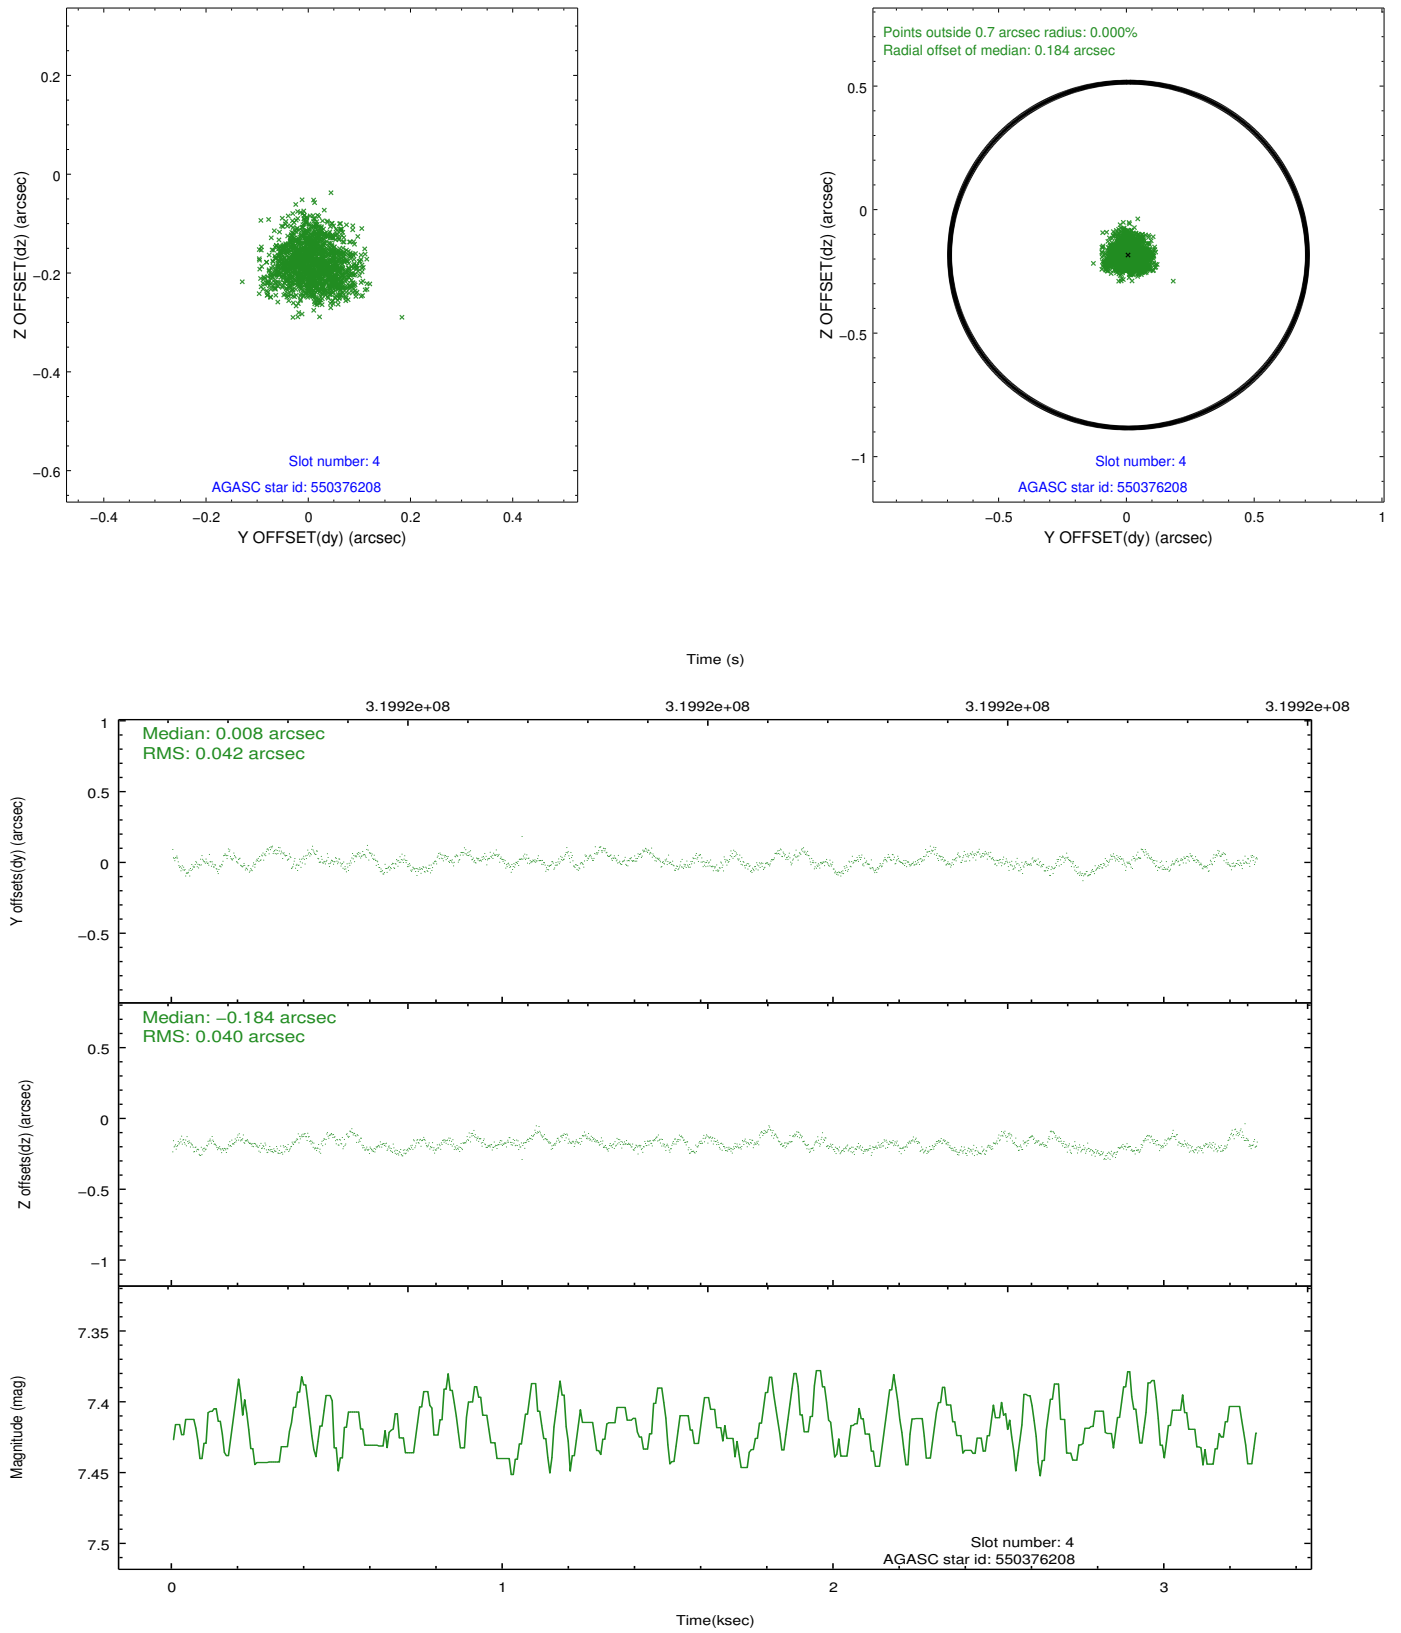 0.2
0
−0.2
−0.4
−0.6
Z OFFSET(dz) (arcsec)
Slot number: 4
AGASC star id: 550376208
−0.4
−0.2
0
0.2
0.4
Y OFFSET(dy) (arcsec)
Points outside 0.7 arcsec radius: 0.000%
Radial offset of median: 0.184 arcsec
0.5
0
−0.5
−1
Z OFFSET(dz) (arcsec)
Slot number: 4
AGASC star id: 550376208
−0.5
0
0.5
1
Y OFFSET(dy) (arcsec)
Time (s)
3.1992e+08
3.1992e+08
3.1992e+08
3.1992e+08
Median: 0.008 arcsec
RMS: 0.042 arcsec
1
0.5
0
−0.5
Y offsets(dy) (arcsec)
Median: −0.184 arcsec
RMS: 0.040 arcsec
0.5
0
−0.5
−1
Z offsets(dz) (arcsec)
7.35
7.4
7.45
7.5
Magnitude (mag)
Slot number: 4
AGASC star id: 550376208
0
1
2
3
Time(ksec)